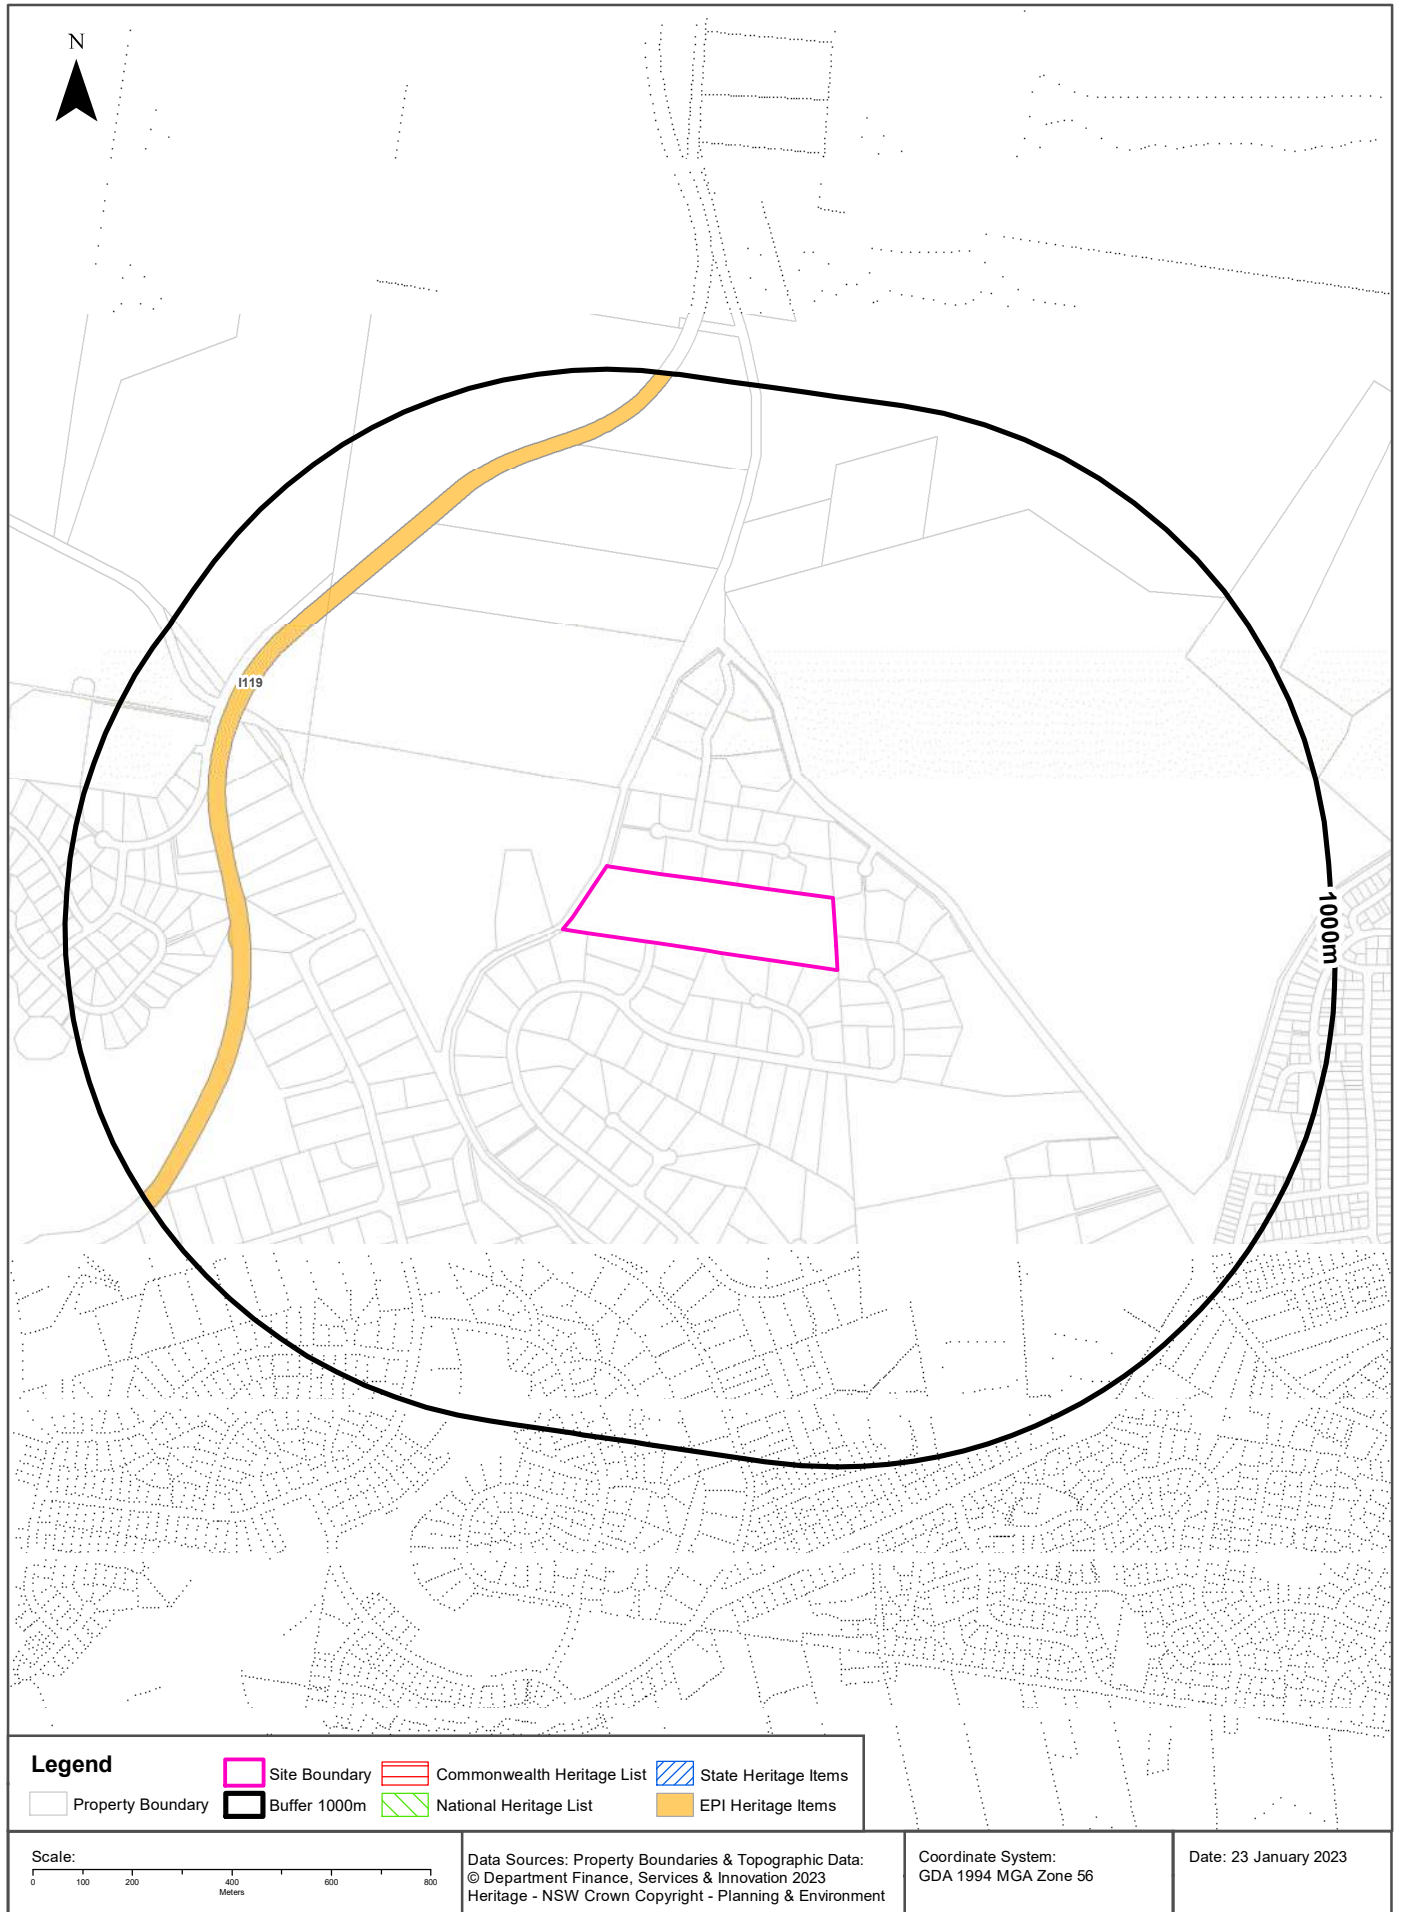 N
I119
1000m
Legend
Property Boundary
Site Boundary
Buffer 1000m
Commonwealth Heritage List
National Heritage List
State Heritage Items
EPI Heritage Items
Scale:
0 100 200 400 600 800
Meters
Data Sources: Property Boundaries & Topographic Data:
© Department Finance, Services & Innovation 2023
Heritage - NSW Crown Copyright - Planning & Environment
Coordinate System:
GDA 1994 MGA Zone 56
Date: 23 January 2023